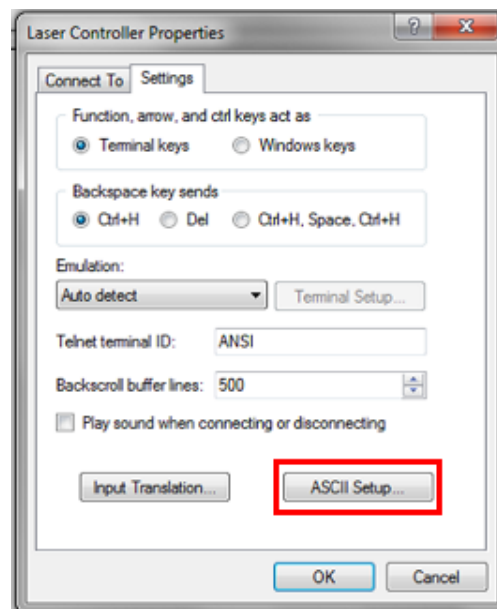 Laser Controller Properties
Connect To Settings
Function, arrow, and ctrl keys act as
Terminal keys Windows keys
Backspace key sends
Ctrl+H Del Ctrl+H, Space, Ctrl+H
Emulation:
Auto detect Terminal Setup...
Telnet terminal ID: ANSI
Backscroll buffer lines: 500
Play sound when connecting or disconnecting
Input Translation... ASCII Setup...
OK Cancel